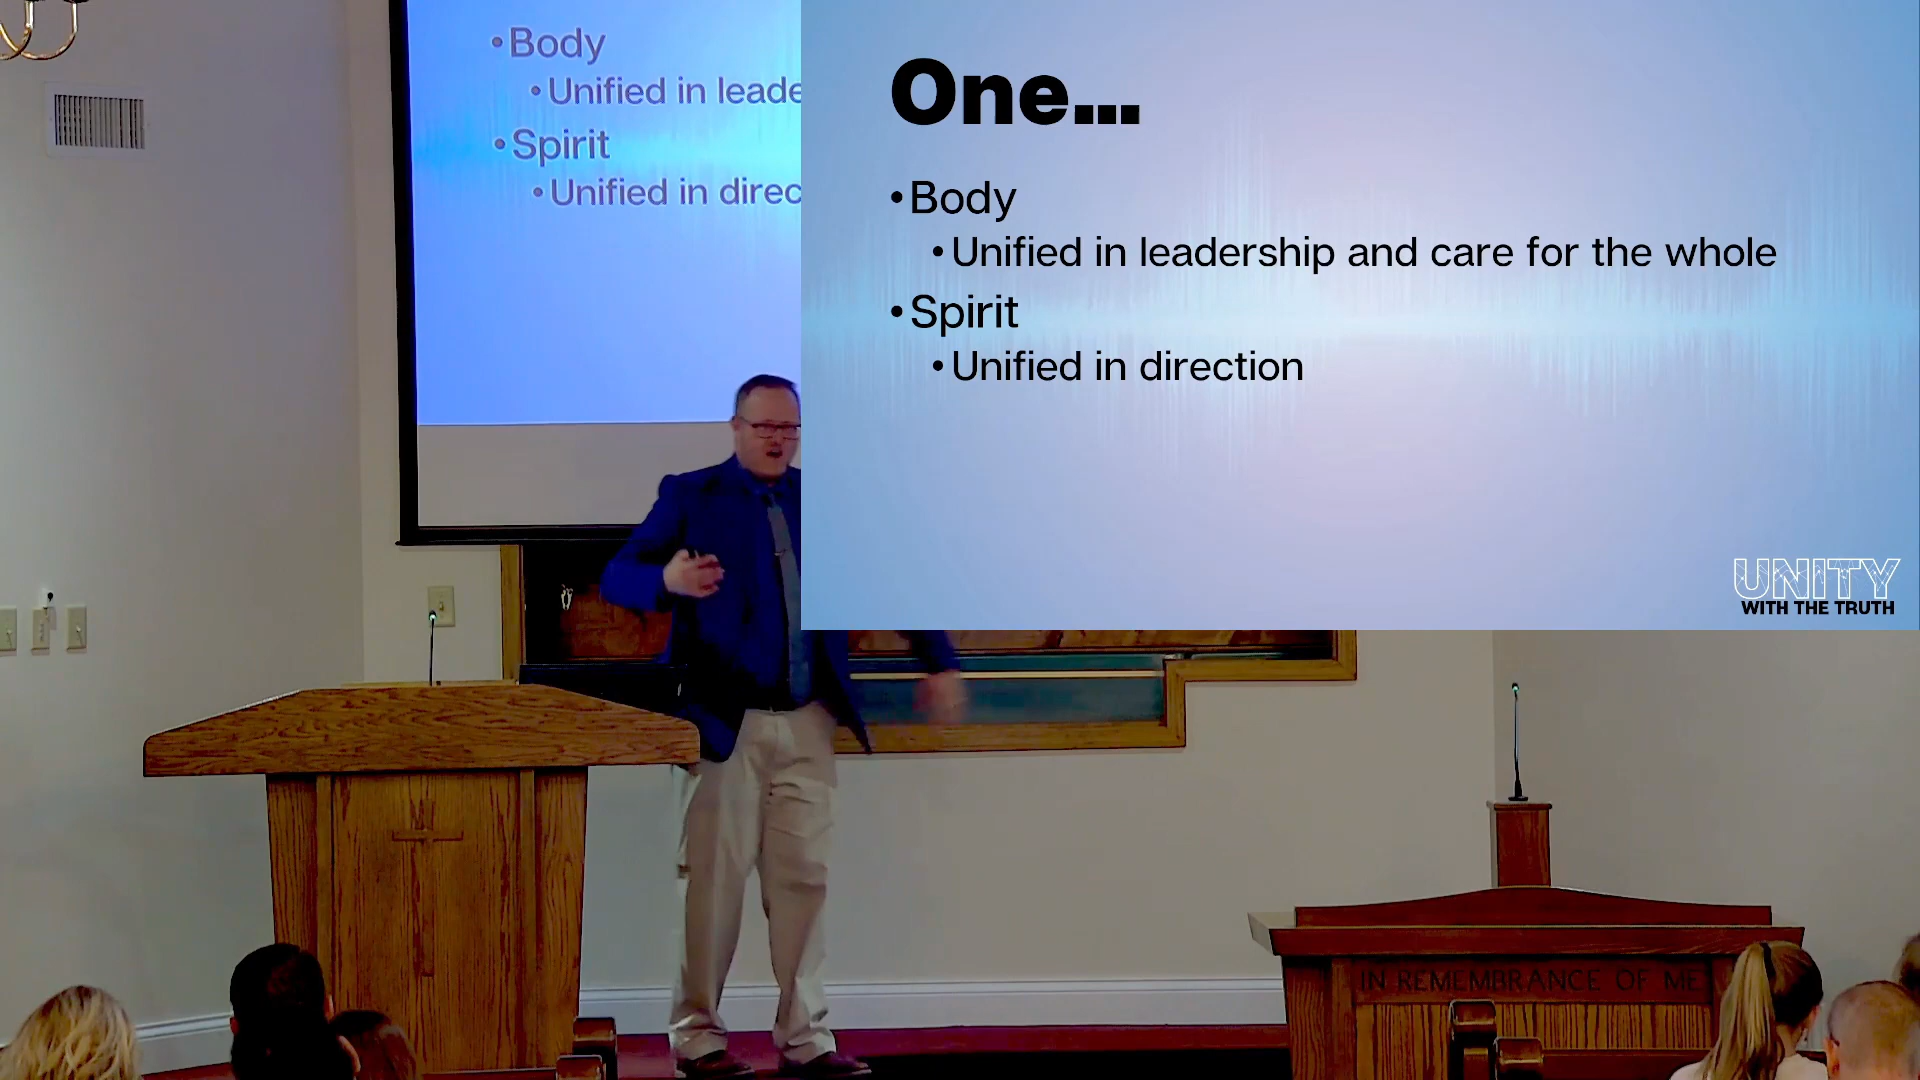 •Body
•Unified in leade
•Spirit
•Unified in direc
One...
•Body
•Unified in leadership and care for the whole
•Spirit
•Unified in direction
UNITY
WITH THE TRUTH
IN REMEMBRANCE OF ME